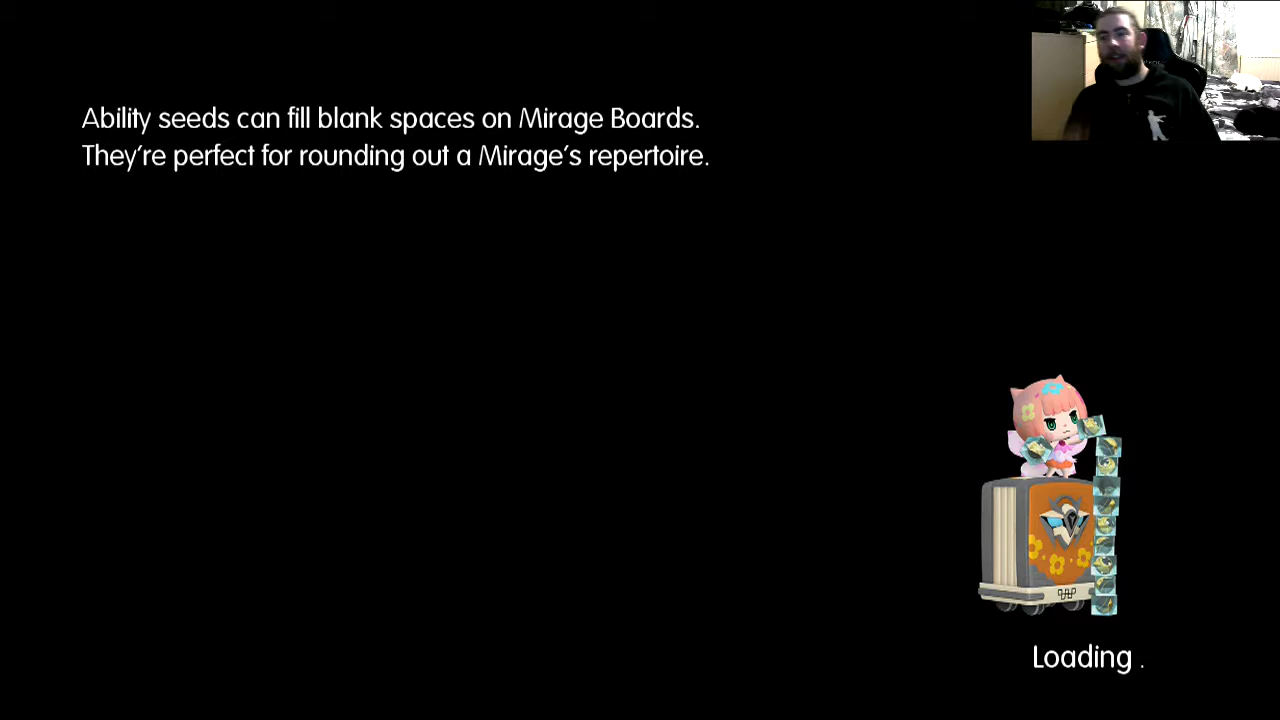 Ability seeds can fill blank spaces on Mirage Boards.
They're perfect for rounding out a Mirage's repertoire.
Loading .